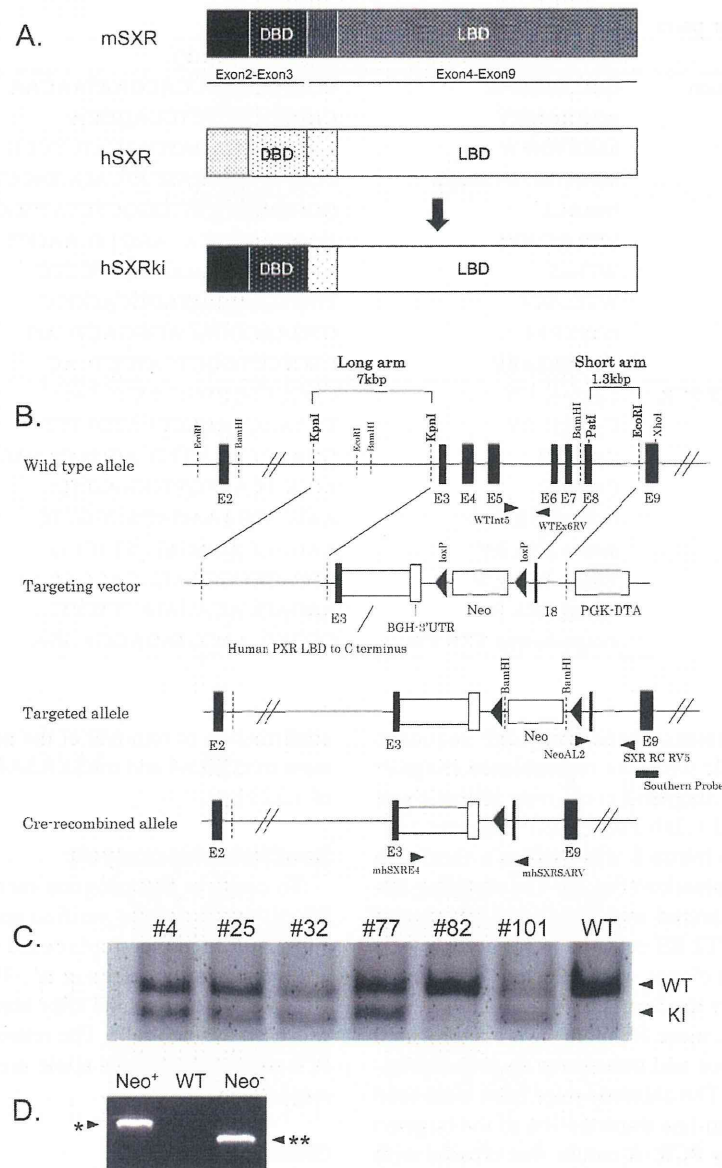 A.
mSXR
DBD
LBD
Exon2-Exon3
Exon4-Exon9
hSXR
DBD
LBD
hSXRki
DBD
LBD
B.
Long arm
7kbp
Short arm
1.3kbp
EcoRI
BamHI
KpnI
EcoRI
BamHI
KpnI
BamHI
PstI
EcoRI
XhoI
Wild type allele
E2
E3
E4
E5
E6
E7
E8
E9
WTInt5
WTEx6RV
loxP
loxP
Targeting vector
E3
BGH-3'UTR
Neo
I8
PGK-DTA
Human PXR LBD to C terminus
BamHI
BamHI
Targeted allele
E2
E3
Neo
E9
NeoAL2
SXR RC RV5
Southern Probe
Cre-recombined allele
E2
E3
E9
mhSXRE4
mhSXRSARV
C.
#4 #25 #32 #77 #82 #101 WT
WT
KI
D.
Neo+ WT Neo-
*
**